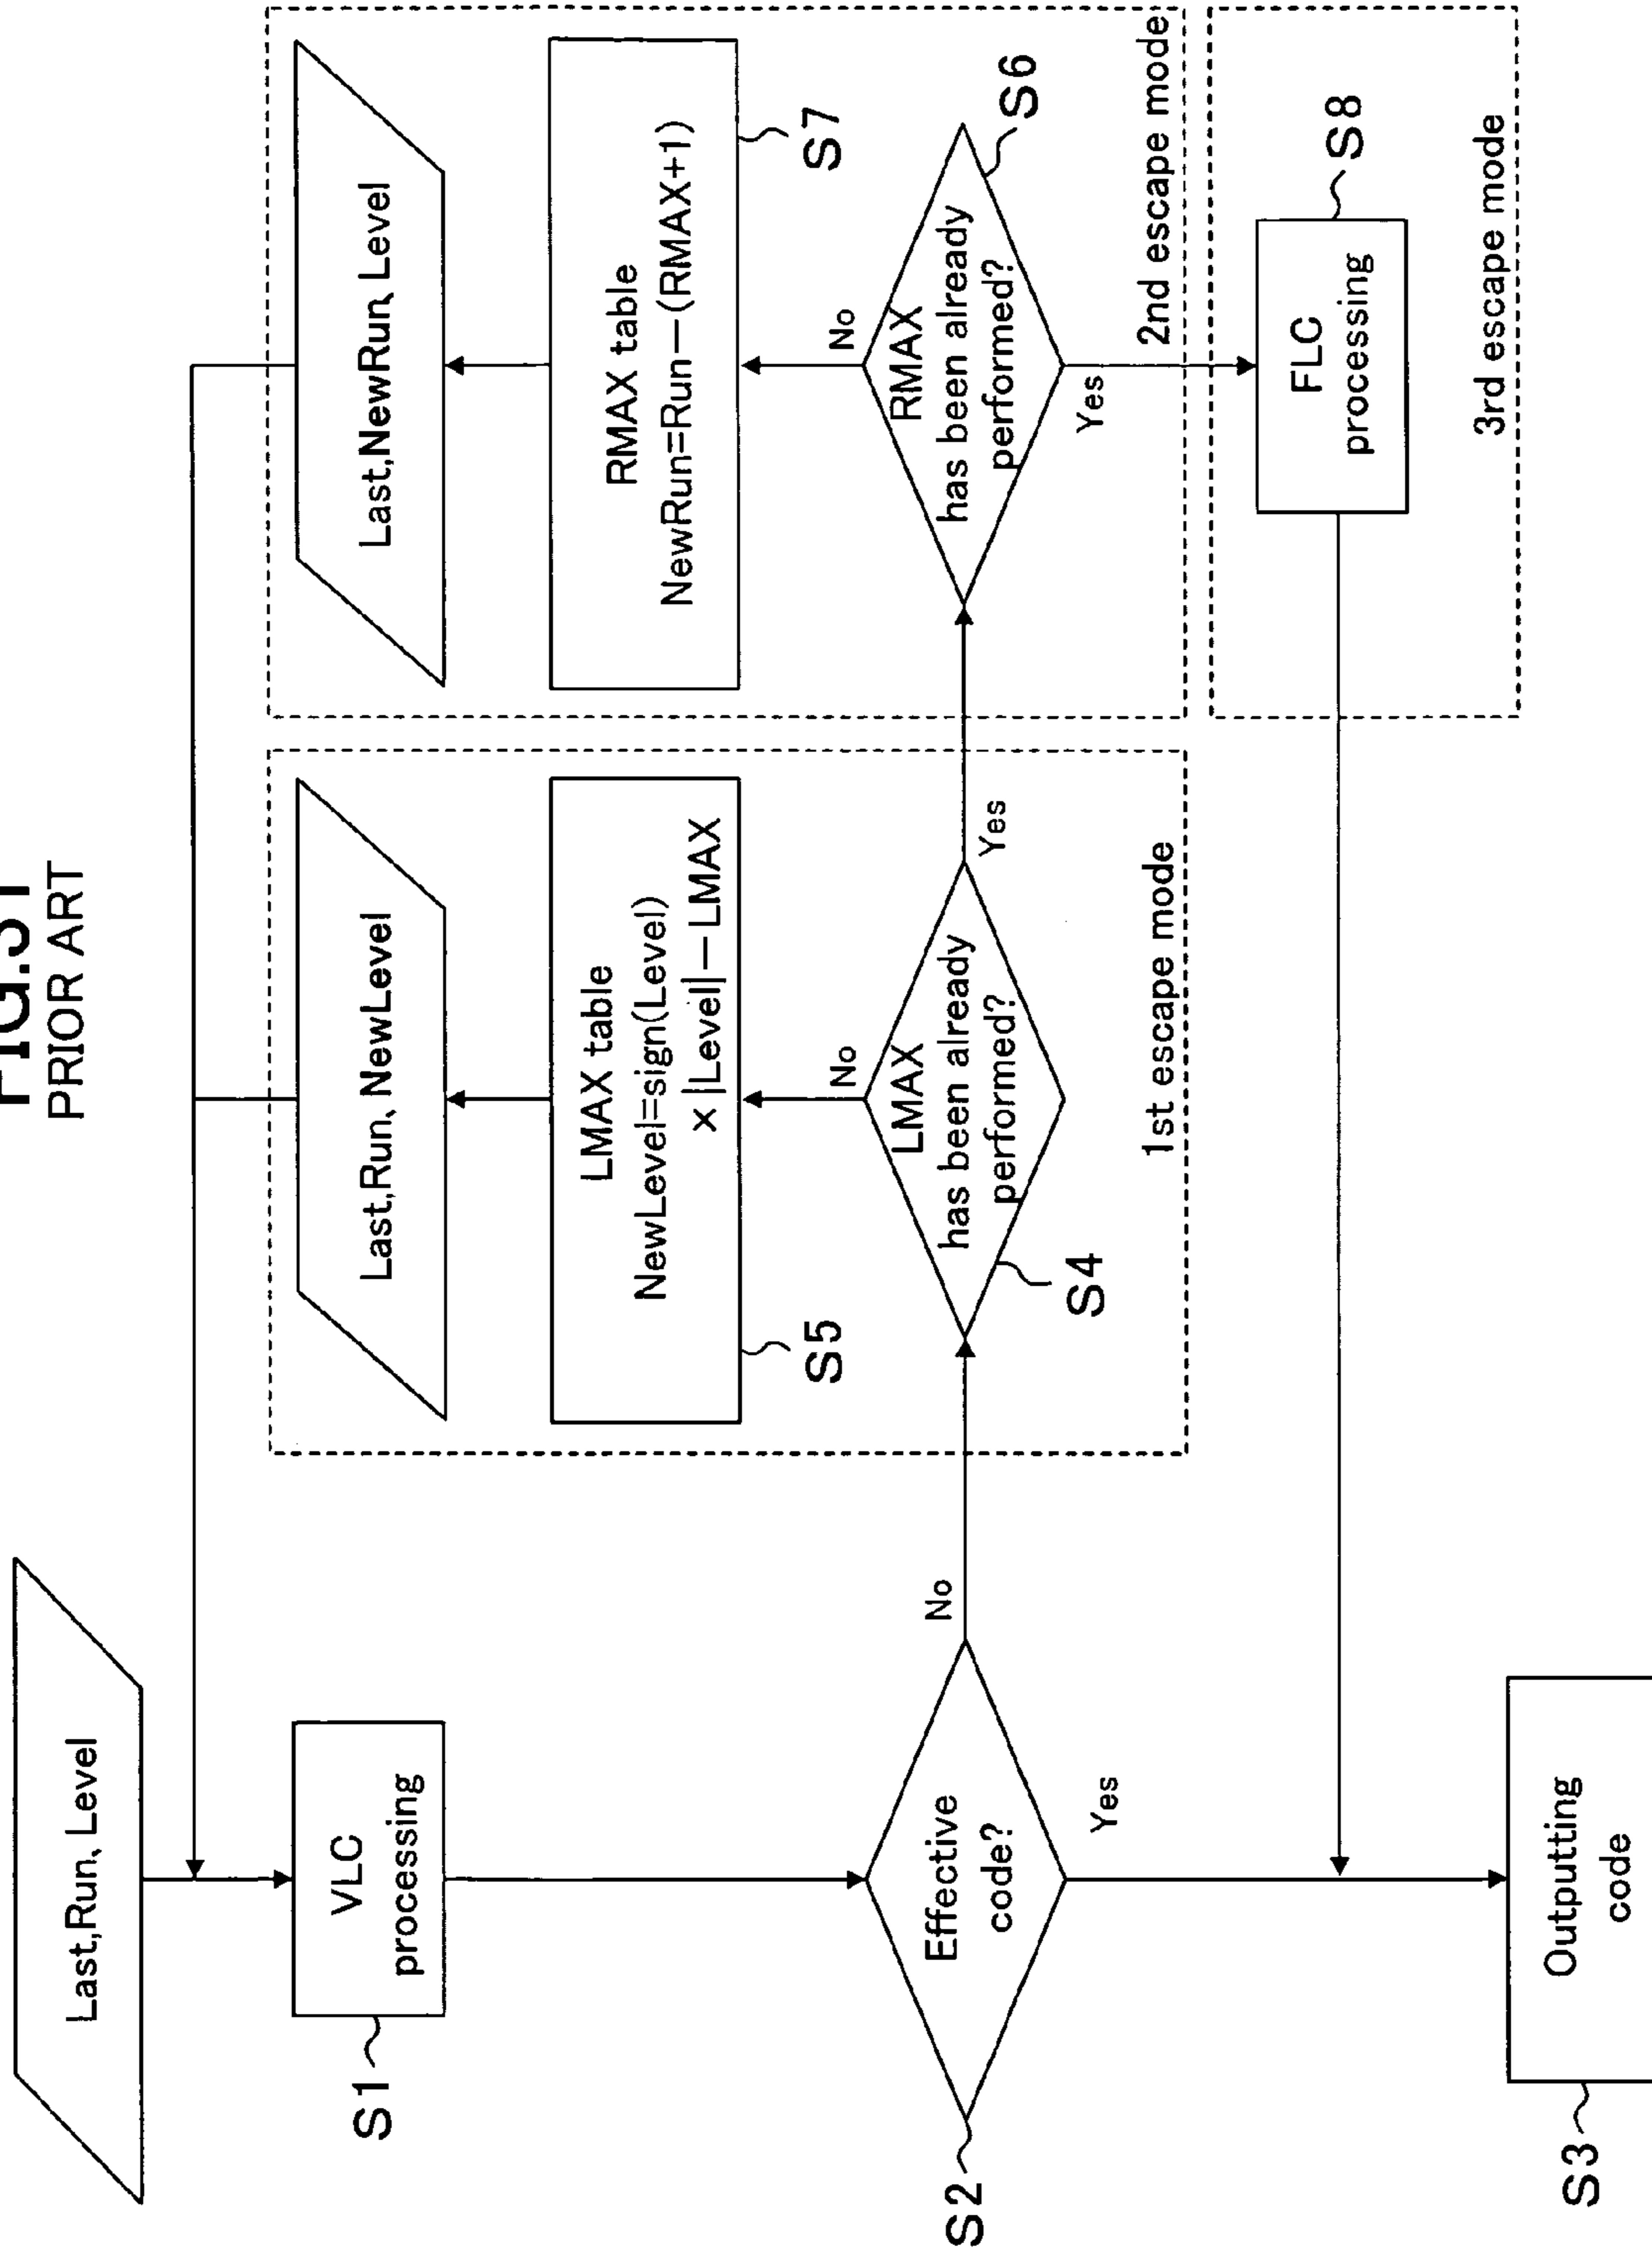 FIG.31
PRIOR ART
Last,Run, Level
VLC
processing
S1
Effective
code?
S2
No
Yes
Outputting
code
S3
Last,Run, NewLevel
LMAX table
NewLevel=sign(Level)
×|Level|−LMAX
S5
No
LMAX
has been already
performed?
S4
Yes
1st escape mode
Last,NewRun, Level
RMAX table
NewRun=Run−(RMAX+1)
S7
No
RMAX
has been already
performed?
S6
Yes
2nd escape mode
FLC
processing
S8
3rd escape mode